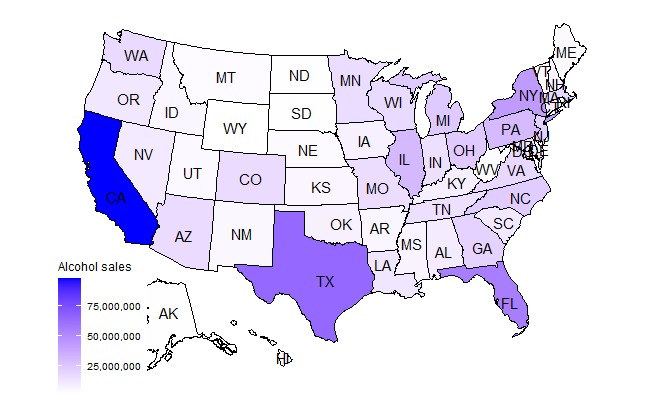 ME
WA
MT
ND
MN
VT
NH
OR
ID
SD
WI
MI
NY
MA
CT
RI
WY
IA
NE
PA
NJ
NV
UT
CO
KS
MO
IL
IN
OH
WV
VA
KY
CA
AZ
NM
OK
AR
TN
NC
SC
MS
AL
GA
LA
TX
FL
AK
HI
Alcohol sales
75,000,000
50,000,000
25,000,000